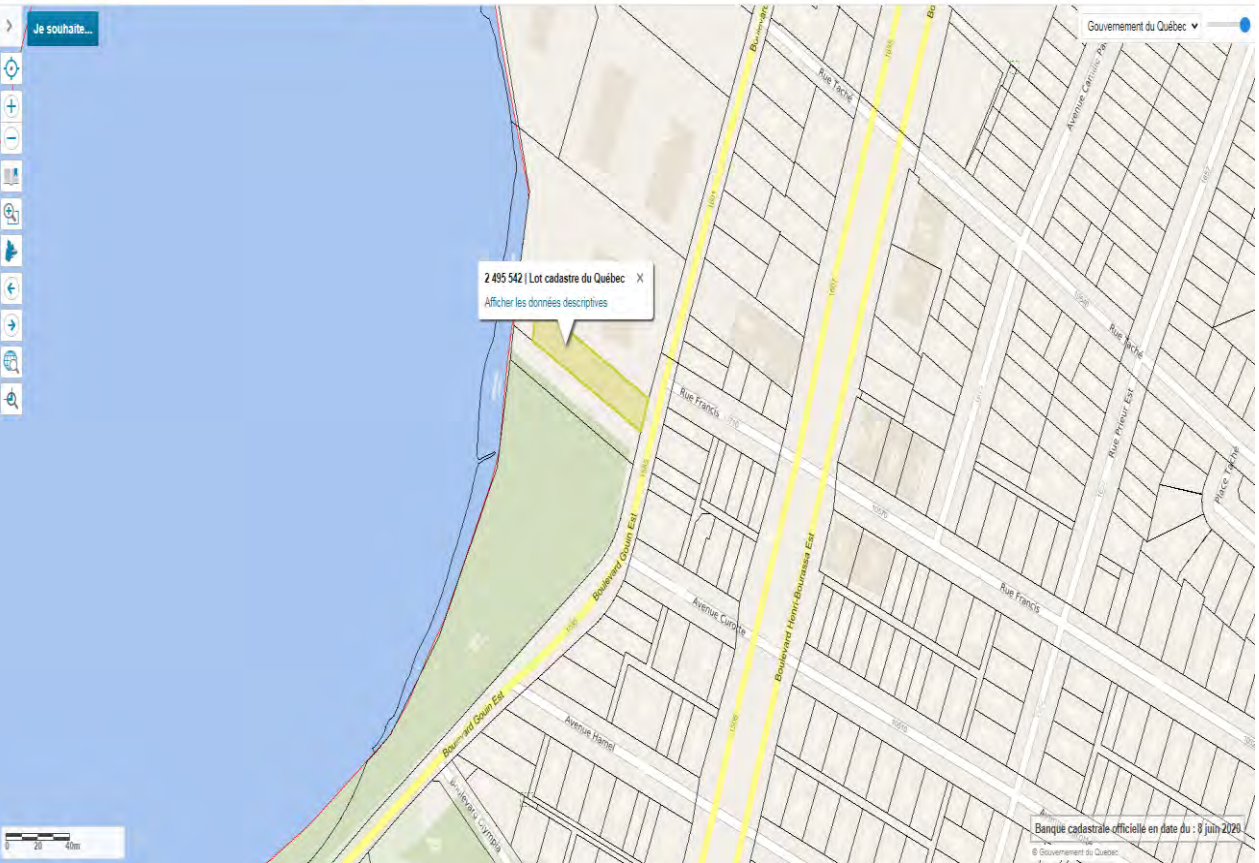 Je souhaite...
Gouvernement du Québec
Rue Taché
2 495 542 | Lot cadastre du Québec X
Afficher les données descriptives
Rue Francis
Rue Taché
Rue Prieur Est
Place Taché
Boulevard Gouin Est
Boulevard Henri-Bourassa Est
Avenue Curotte
Rue Francis
Boulevard Gouin Est
Avenue Hamel
Boulevard Olympia
0 20 40m
Banque cadastrale officielle en date du : 8 juin 2020
© Gouvernement du Québec